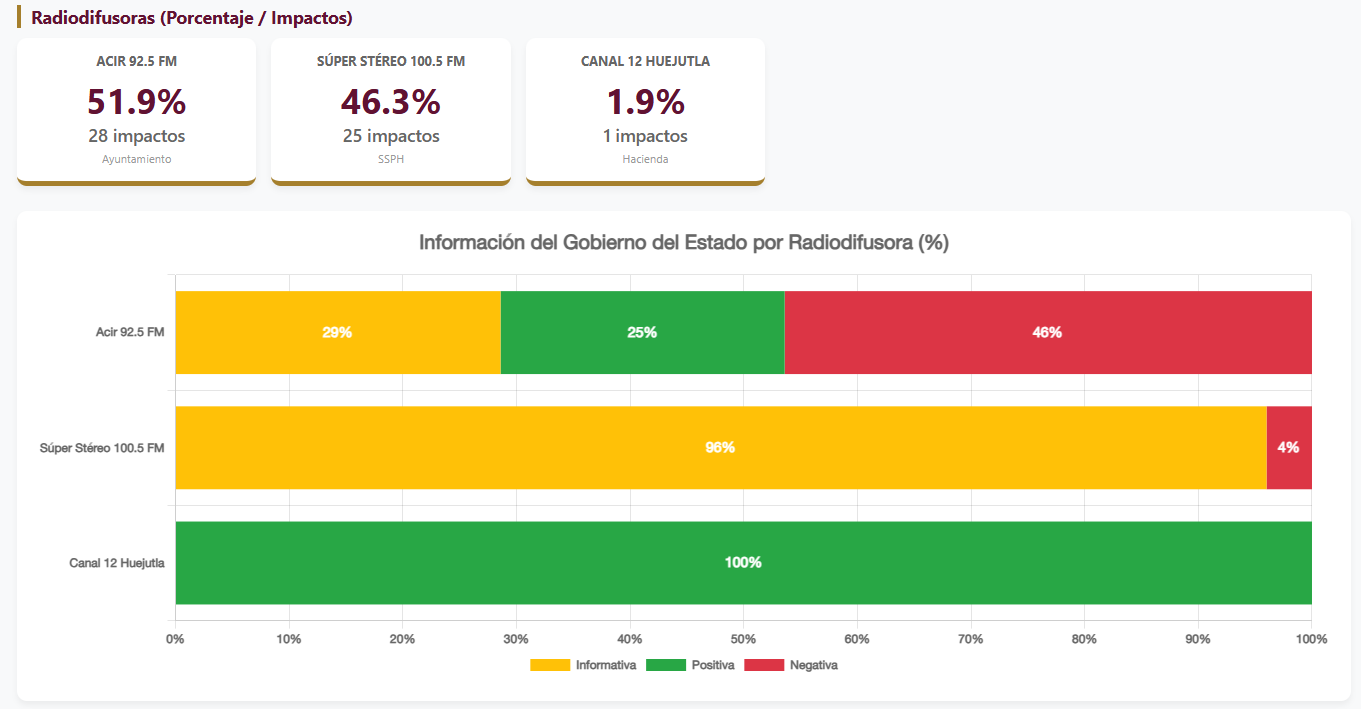 Radiodifusoras (Porcentaje / Impactos)
ACIR 92.5 FM
51.9%
28 impactos
Ayuntamiento
SÚPER STÉREO 100.5 FM
46.3%
25 impactos
SSPH
CANAL 12 HUEJUTLA
1.9%
1 impactos
Hacienda
Información del Gobierno del Estado por Radiodifusora (%)
Acir 92.5 FM
29%
25%
46%
Súper Stéreo 100.5 FM
96%
4%
Canal 12 Huejutla
100%
0% 10% 20% 30% 40% 50% 60% 70% 80% 90% 100%
Informativa Positiva Negativa